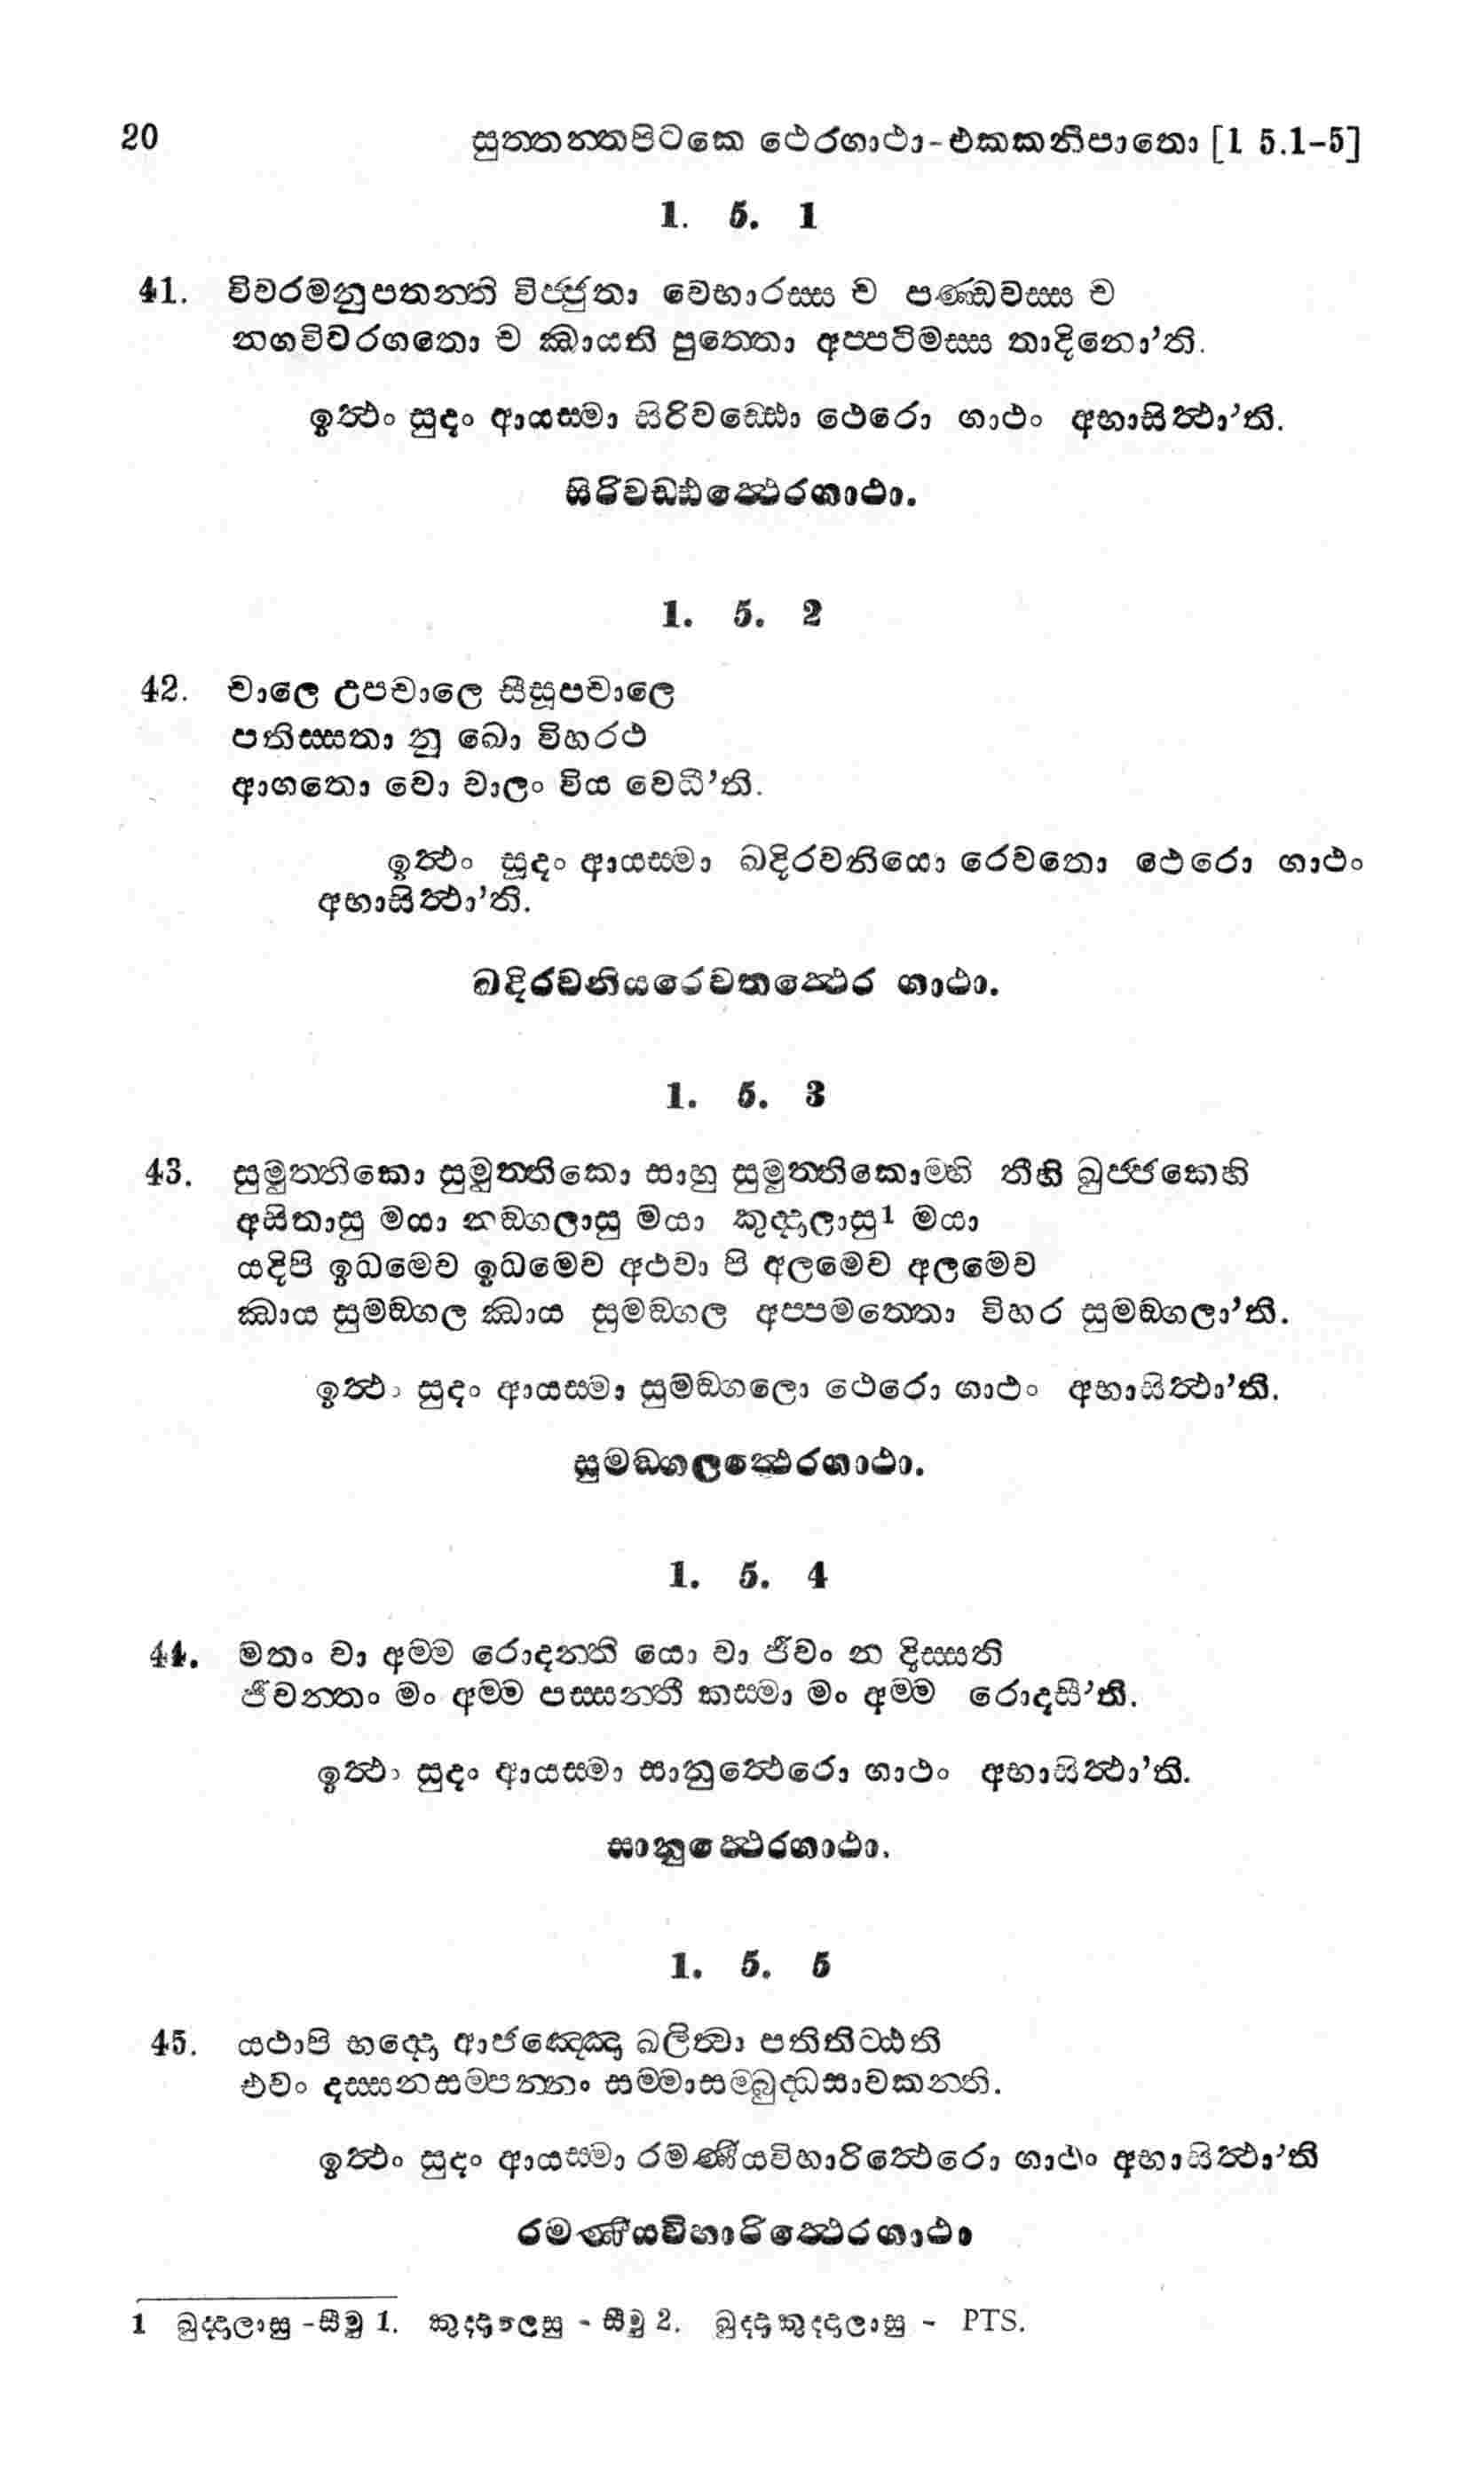 20 සුත්තන්තපිටකෙ ථෙරගාථා-එකකනිපාතො [1 5.1-5]
1. 5. 1
41. විවරමනුපතන්ති විජ්ජුතා වෙභාරස්ස ච පණ්ඩවස්ස ච
නගවිවරගතො ච ඣායති පුත්තො අප්පටිමස්ස තාදිනො'ති.
ඉත්ථං සුදං ආයස්මා සිරිවඩ්ඪො ථෙරො ගාථං අභාසිත්ථා'ති.
සිරිවඩ්ඪත්ථෙරගාථා.
1. 5. 2
42. චාලෙ උපචාලෙ සීසූපචාලෙ
පතිස්සතා නු ඛො විහරථ
ආගතො වො වාලං විය වෙධී'ති.
ඉත්ථං සුදං ආයස්මා ඛදිරවනියො රෙවතො ථෙරො ගාථං
අභාසිත්ථා'ති.
ඛදිරවනියරෙවතත්ථෙර ගාථා.
1. 5. 3
43. සුමුත්තිකො සුමුත්තිකො සාහු සුමුත්තිකොම්හි තීහි ඛුජ්ජකෙහි
අසිතාසු මයා නඞ්ගලාසු මයා කුද්දාලාසු1 මයා
යදිපි ඉධමෙව ඉධමෙව අථවා පි අලමෙව අලමෙව
ඣාය සුමඞ්ගල ඣාය සුමඞ්ගල අප්පමත්තො විහර සුමඞ්ගලා'ති.
ඉත්ථං සුදං ආයස්මා සුමඞ්ගලො ථෙරො ගාථං අභාසිත්ථා'ති.
සුමඞ්ගලත්ථෙරගාථා.
1. 5. 4
44. මතං වා අම්ම රොදන්ති යො වා ජීවං න දිස්සති
ජීවන්තං මං අම්ම පස්සන්තී කස්මා මං අම්ම රොදසී'ති.
ඉත්ථං සුදං ආයස්මා සානුත්ථෙරො ගාථං අභාසිත්ථා'ති.
සානුත්ථෙරගාථා.
1. 5. 5
45. යථාපි භද්දො ආජඤ්ඤො ඛලිත්වා පතිතිට්ඨති
එවං දස්සනසම්පන්නං සම්මාසම්බුද්ධසාවකන්ති.
ඉත්ථං සුදං ආයස්මා රමණීයවිහාරිත්ථෙරො ගාථං අභාසිත්ථා'ති
රමණීයවිහාරිත්ථෙරගාථා
1 ඛුද්දාලාසු -සීමු 1. කුද්දාලෙසු - සීමු 2. ඛුද්දකුද්දාලාසු - PTS.